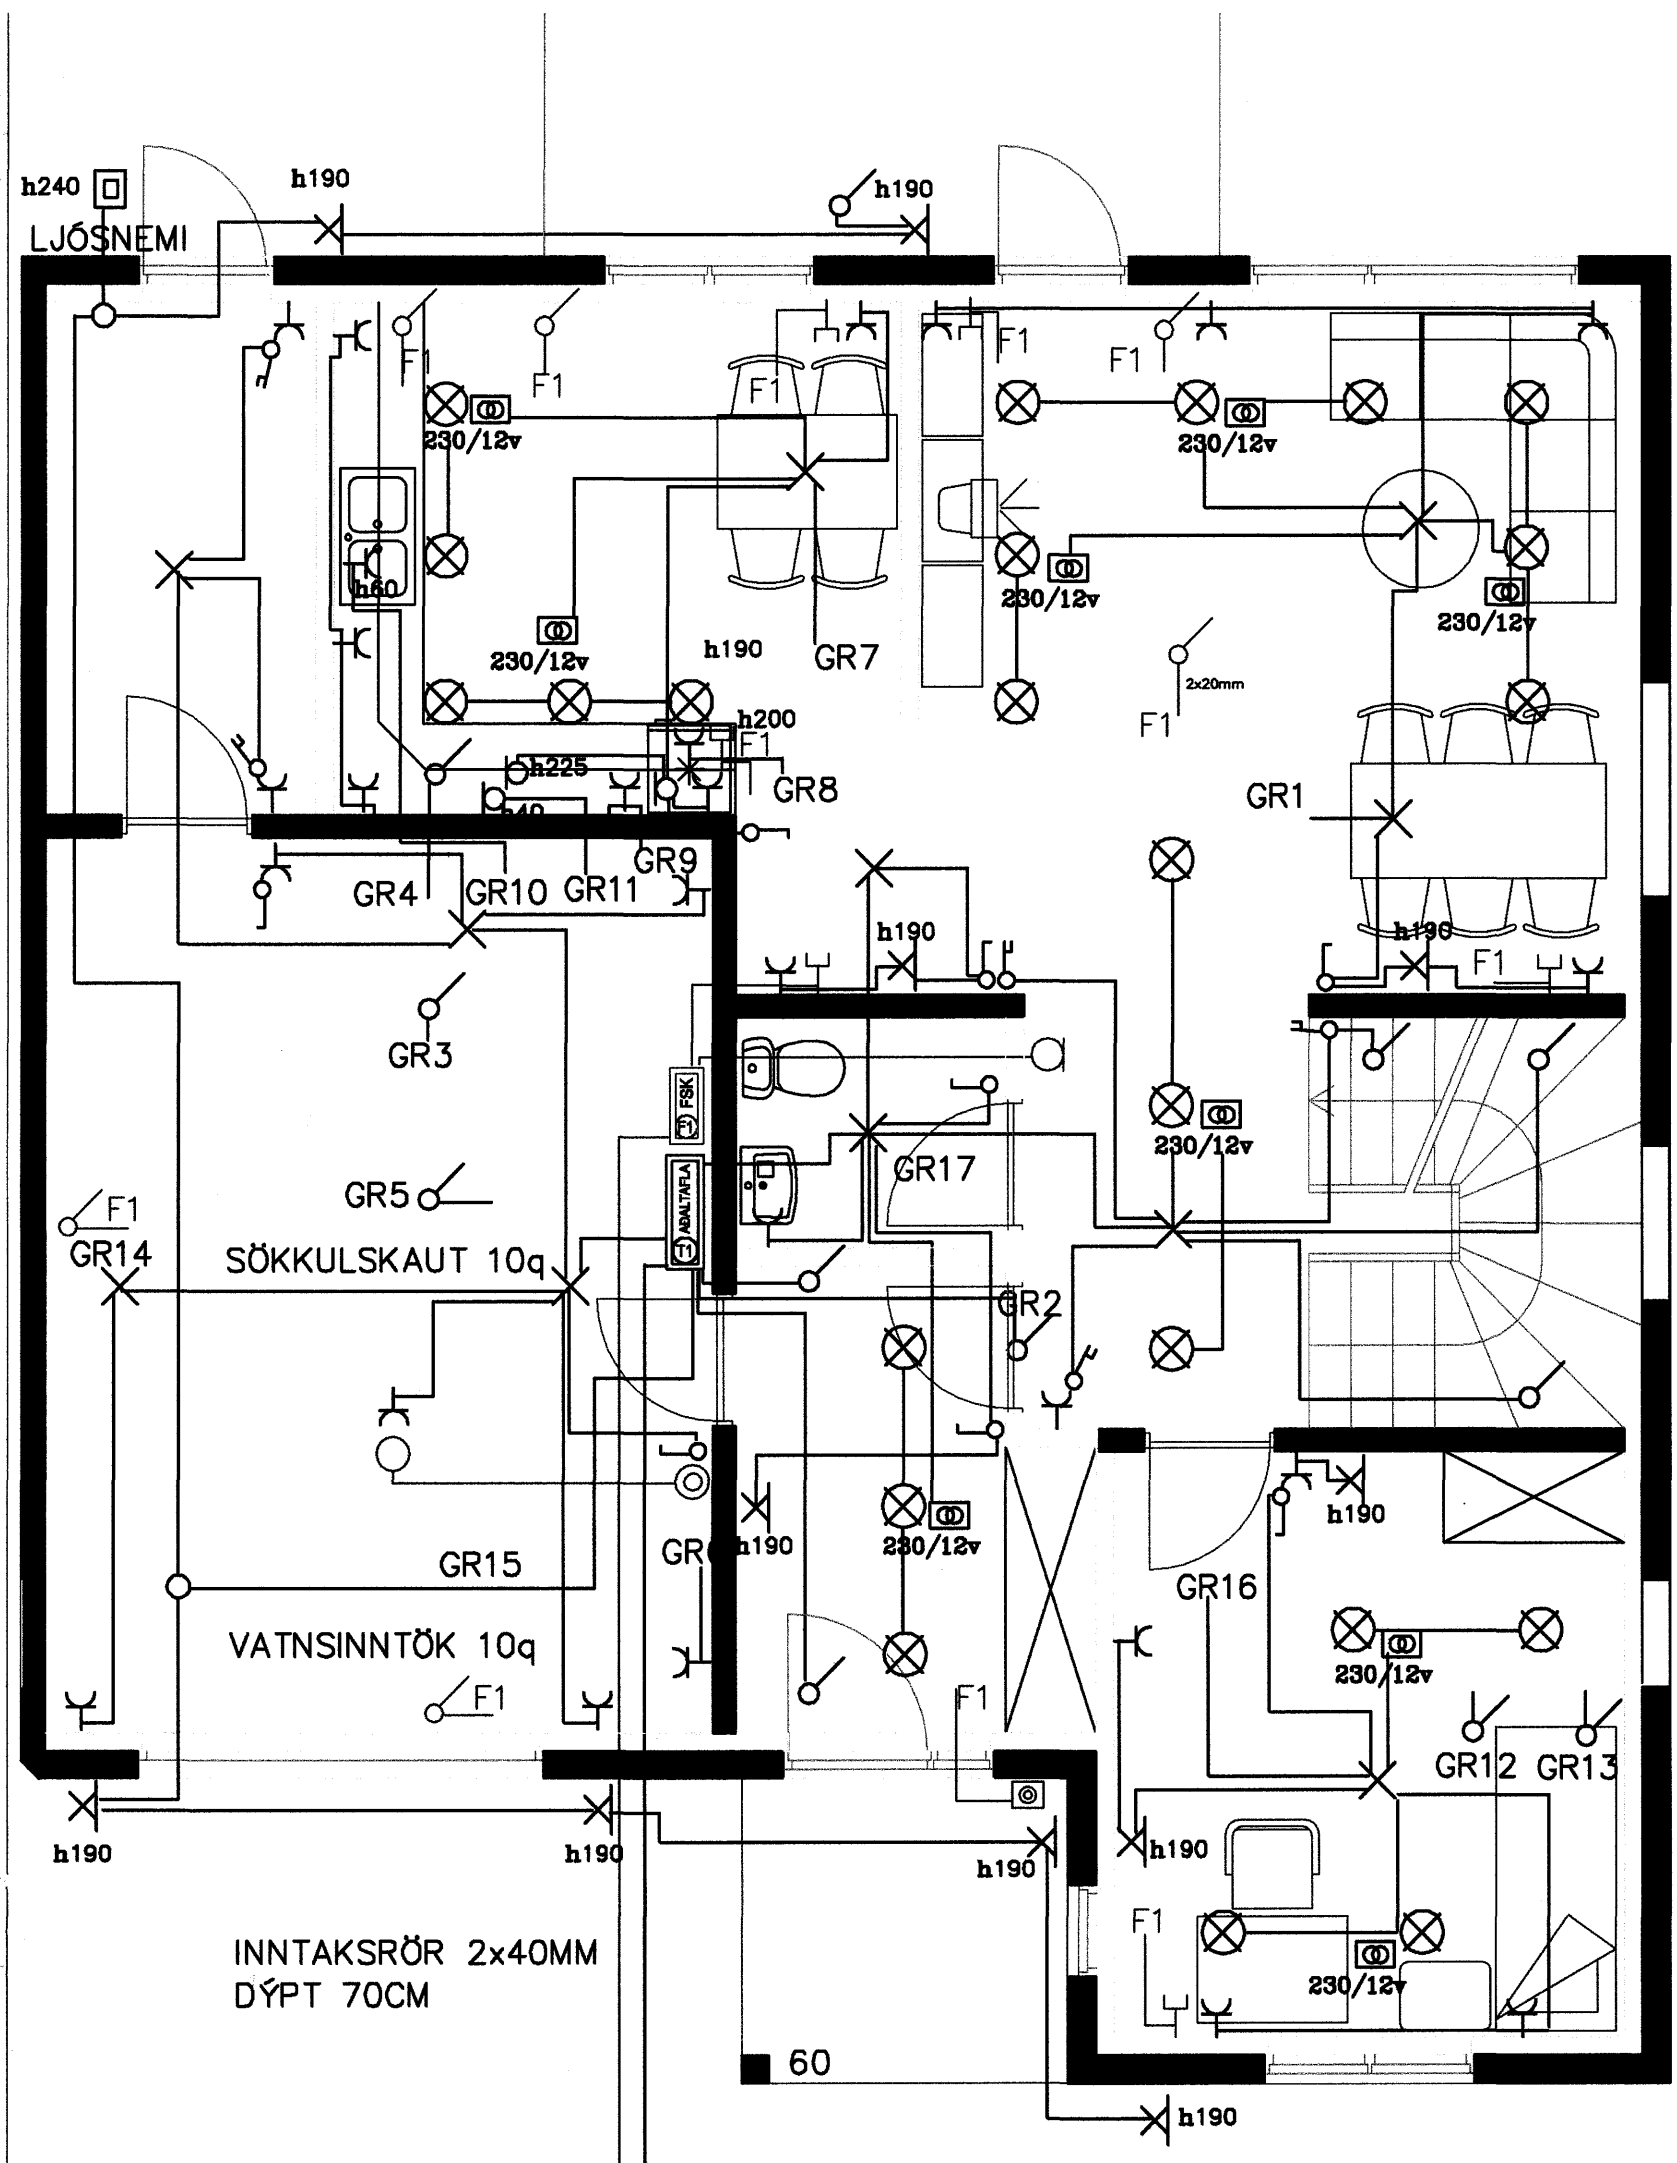 h240
h190
h190
LJÓSNEMI
F1
F1
F1
F1
F1
230/12v
230/12v
h60
230/12v
230/12v
h190
GR7
230/12v
2x20mm
h200
F1
F1
h225
GR8
GR1
h40
GR9
GR4
GR10
GR11
h190
h190
F1
GR3
F1 FSK
230/12v
GR17
F1
GR5
T1 AÐALTAFLA
GR14
SÖKKULSKAUT 10q
GR2
h190
h190
230/12v
GR15
GR16
VATNSINNTÖK 10q
230/12v
F1
F1
GR12
GR13
h190
h190
h190
h190
F1
INNTAKSRÖR 2x40MM
DÝPT 70CM
230/12v
60
h190